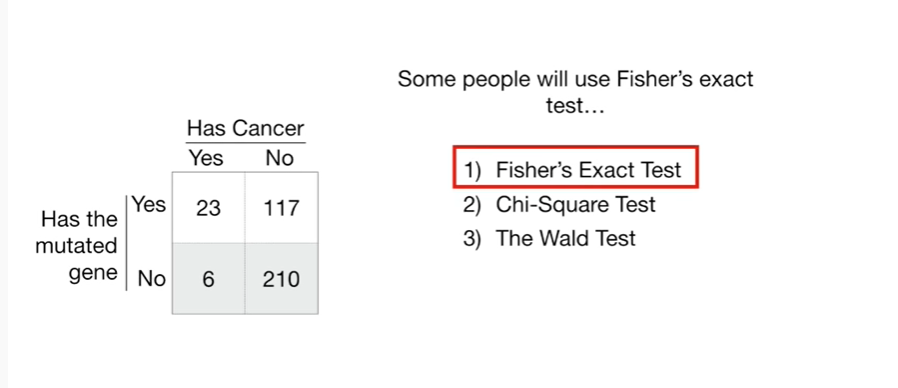 Some people will use Fisher’s exact
test…
Has Cancer
Yes No
Has the
mutated
gene
Yes 23 117
No 6 210
1) Fisher’s Exact Test
2) Chi-Square Test
3) The Wald Test